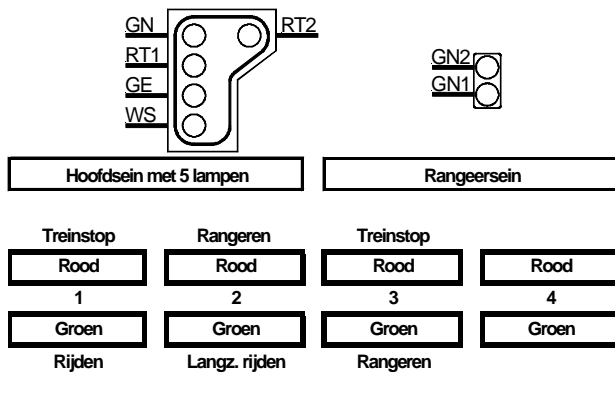 GN RT2
RT1
GE
WS
GN2
GN1
Hoofdsein met 5 lampen Rangeersein
Treinstop Rangeren Treinstop
Rood Rood Rood Rood
1 2 3 4
Groen Groen Groen Groen
Rijden Langz. rijden Rangeren